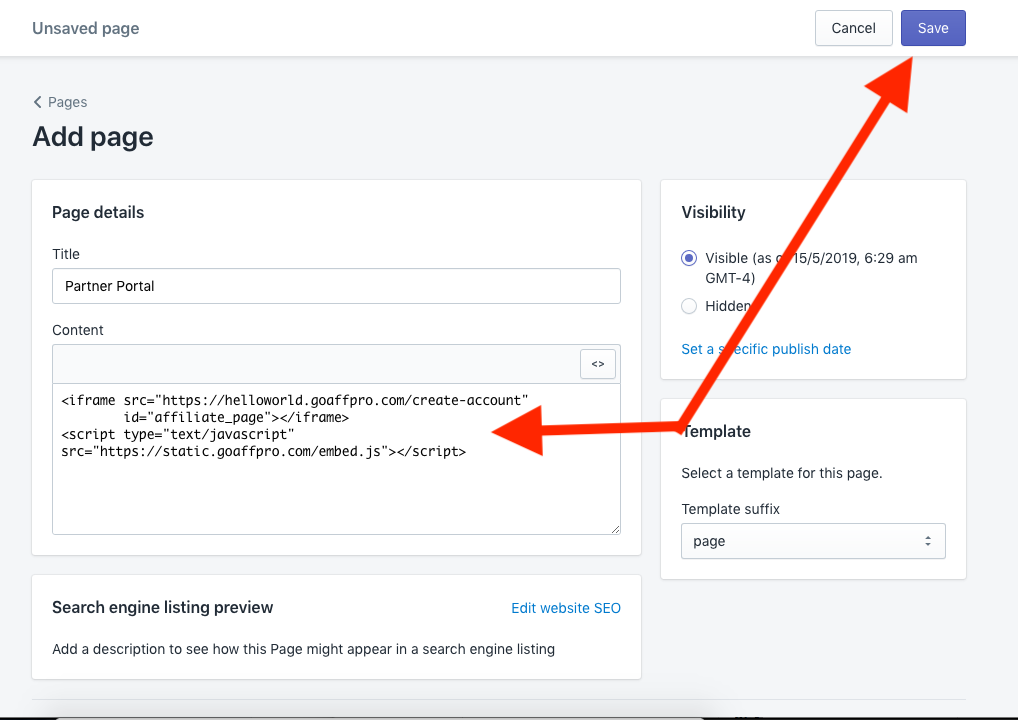 Unsaved page
Cancel
Save
Pages
Add page
Page details
Title
Partner Portal
Content
<>
<iframe src="https://helloworld.goaffpro.com/create-account"
id="affiliate_page"></iframe>
<script type="text/javascript"
src="https://static.goaffpro.com/embed.js"></script>
Search engine listing preview
Edit website SEO
Add a description to see how this Page might appear in a search engine listing
Visibility
Visible (as of 15/5/2019, 6:29 am
GMT-4)
Hidden
Set a specific publish date
Template
Select a template for this page.
Template suffix
page